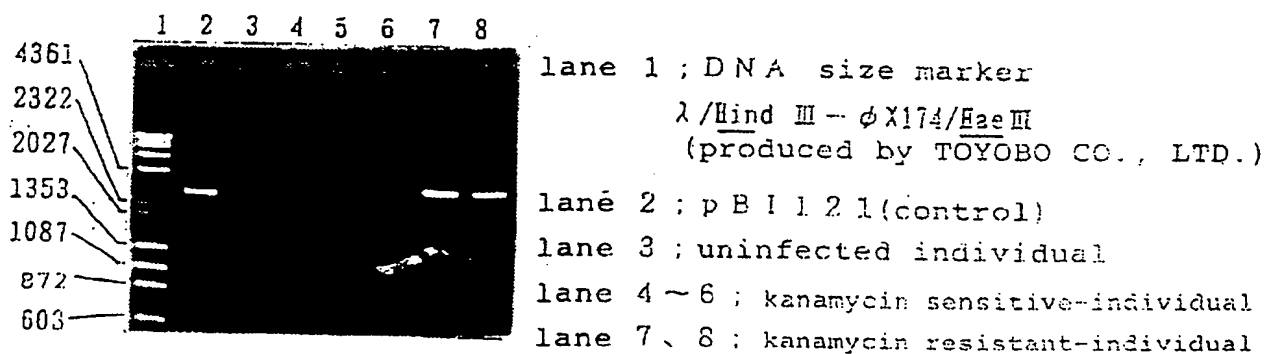 1 2 3 4 5 6 7 8
4361
2322
2027
1353
1087
872
603
lane 1 ; DNA size marker
λ/Hind Ⅲ - φX174/HaeⅢ
(produced by TOYOBO CO., LTD.)
lane 2 ; pBI121(control)
lane 3 ; uninfected individual
lane 4~6 ; kanamycin sensitive-individual
lane 7、8 ; kanamycin resistant-individual